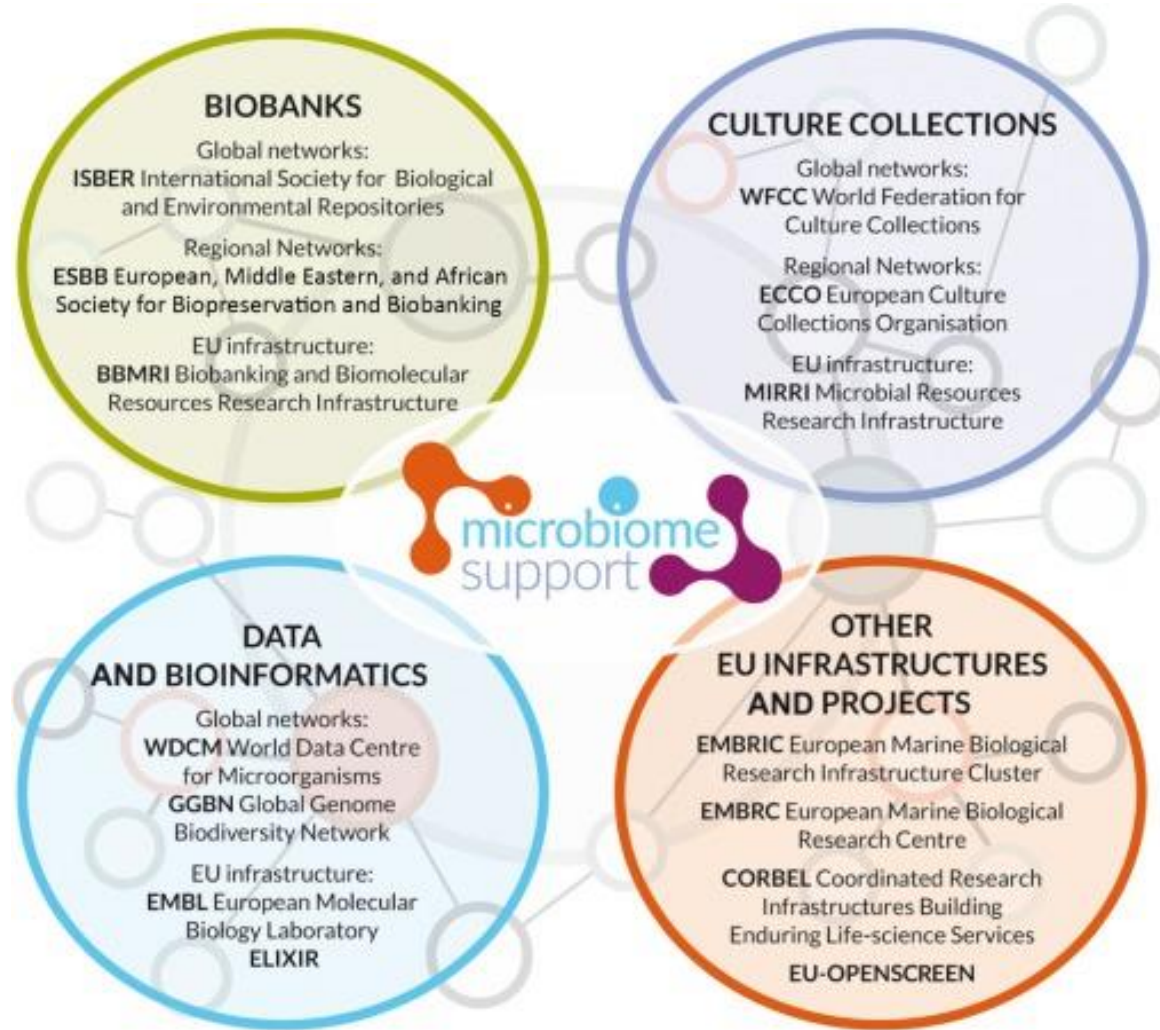 BIOBANKS
Global networks:
ISBER International Society for Biological
and Environmental Repositories
Regional Networks:
ESBB European, Middle Eastern, and African
Society for Biopreservation and Biobanking
EU infrastructure:
BBMRI Biobanking and Biomolecular
Resources Research Infrastructure
CULTURE COLLECTIONS
Global networks:
WFCC World Federation for
Culture Collections
Regional Networks:
ECCO European Culture
Collections Organisation
EU infrastructure:
MIRRI Microbial Resources
Research Infrastructure
microbiome
support
DATA
AND BIOINFORMATICS
Global networks:
WDCM World Data Centre
for Microorganisms
GGBN Global Genome
Biodiversity Network
EU infrastructure:
EMBL European Molecular
Biology Laboratory
ELIXIR
OTHER
EU INFRASTRUCTURES
AND PROJECTS
EMBRIC European Marine Biological
Research Infrastructure Cluster
EMBRC European Marine Biological
Research Centre
CORBEL Coordinated Research
Infrastructures Building
Enduring Life-science Services
EU-OPENSCREEN